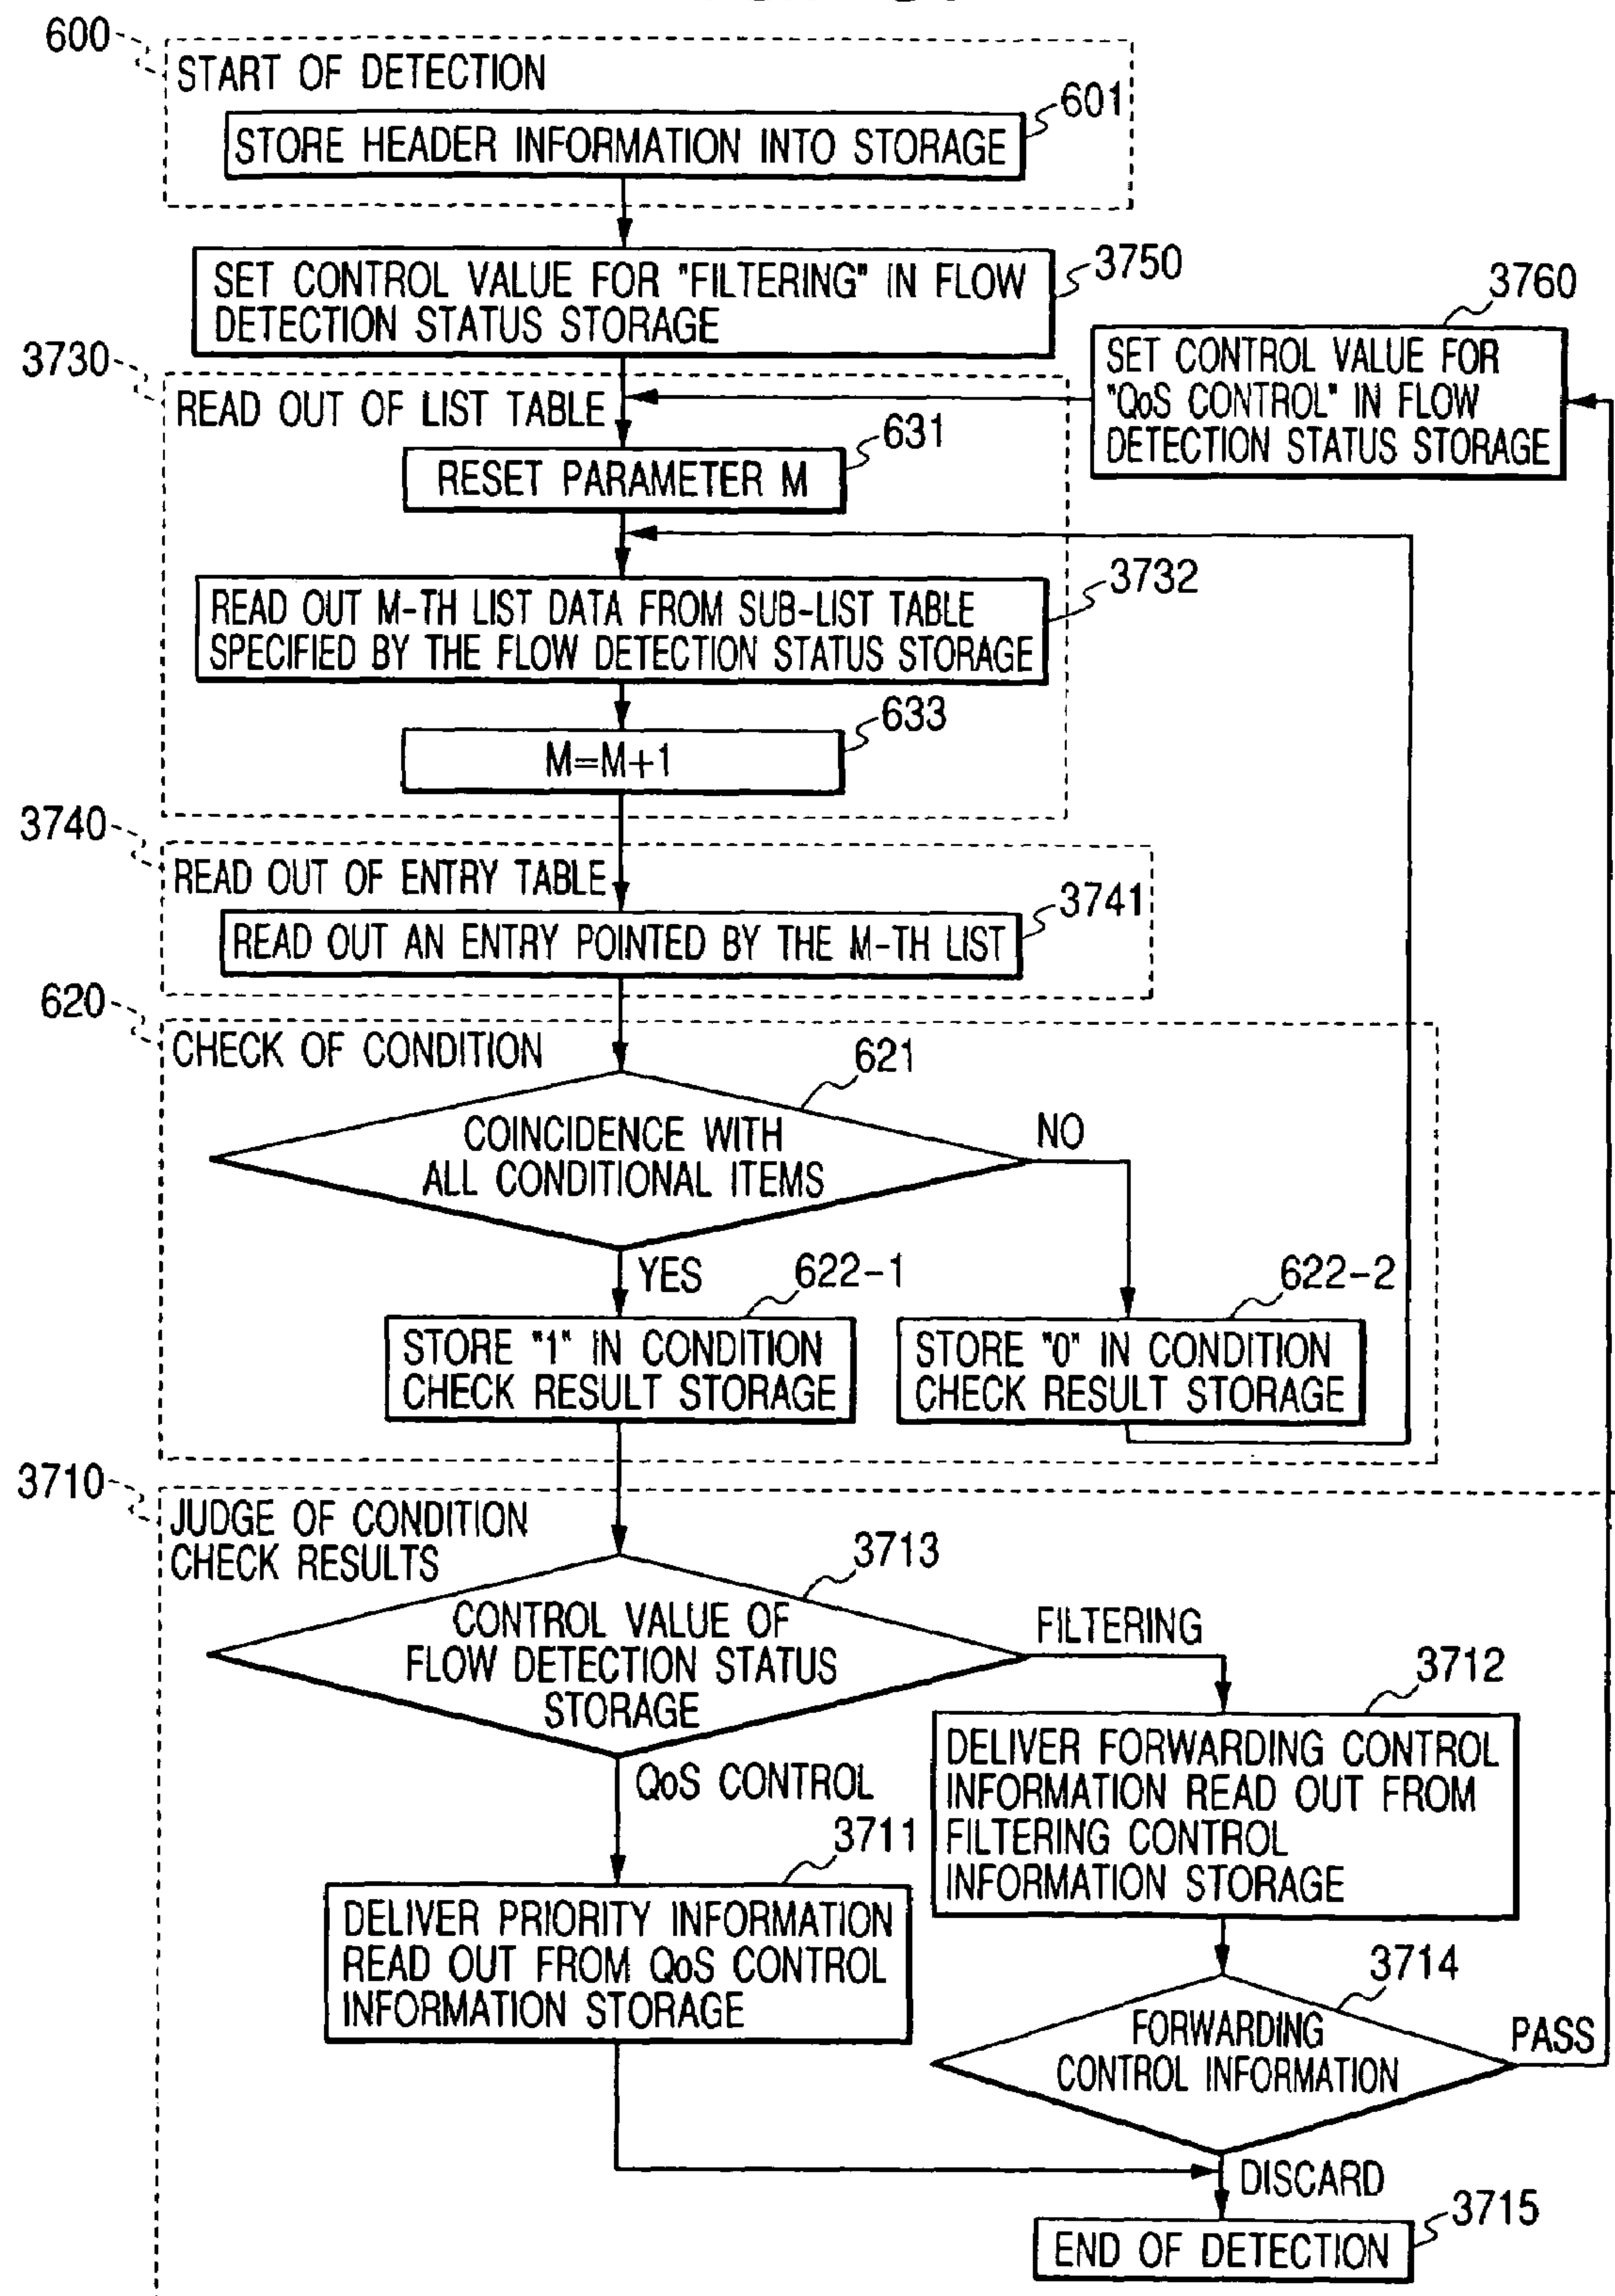 600
START OF DETECTION
601
STORE HEADER INFORMATION INTO STORAGE
3750
SET CONTROL VALUE FOR "FILTERING" IN FLOW
DETECTION STATUS STORAGE
3760
SET CONTROL VALUE FOR
"QoS CONTROL" IN FLOW
DETECTION STATUS STORAGE
3730
READ OUT OF LIST TABLE
631
RESET PARAMETER M
3732
READ OUT M-TH LIST DATA FROM SUB-LIST TABLE
SPECIFIED BY THE FLOW DETECTION STATUS STORAGE
633
M=M+1
3740
READ OUT OF ENTRY TABLE
3741
READ OUT AN ENTRY POINTED BY THE M-TH LIST
620
CHECK OF CONDITION
621
COINCIDENCE WITH
ALL CONDITIONAL ITEMS
NO
YES
622-1
STORE "1" IN CONDITION
CHECK RESULT STORAGE
622-2
STORE "0" IN CONDITION
CHECK RESULT STORAGE
3710
JUDGE OF CONDITION
CHECK RESULTS
3713
CONTROL VALUE OF
FLOW DETECTION STATUS
STORAGE
FILTERING
QoS CONTROL
3712
DELIVER FORWARDING CONTROL
INFORMATION READ OUT FROM
FILTERING CONTROL
INFORMATION STORAGE
3711
DELIVER PRIORITY INFORMATION
READ OUT FROM QoS CONTROL
INFORMATION STORAGE
3714
FORWARDING
CONTROL INFORMATION
PASS
DISCARD
3715
END OF DETECTION